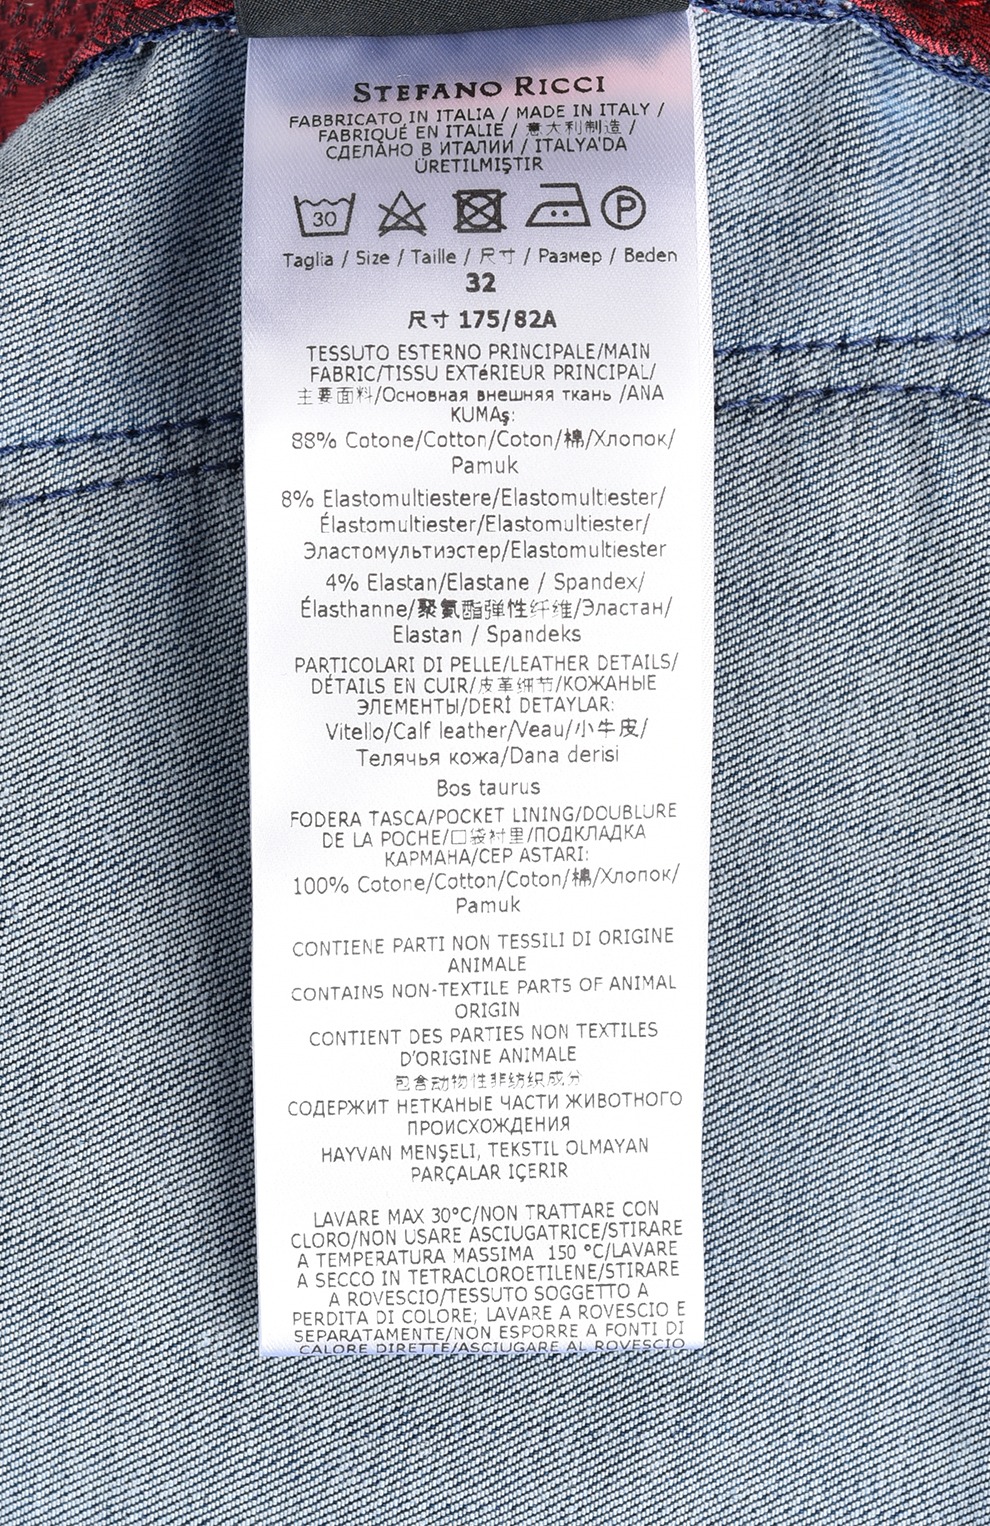 STEFANO RICCI
FABBRICATO IN ITALIA / MADE IN ITALY /
FABRIQUÉ EN ITALIE / 意大利制造 /
СДЕЛАНО В ИТАЛИИ / ITALYA'DA
ÜRETILMIŞTIR
30 P
Taglia / Size / Taille / 尺寸 / Размер / Beden
32
尺寸 175/82A
TESSUTO ESTERNO PRINCIPALE/MAIN
FABRIC/TISSU EXTéRIEUR PRINCIPAL/
主要面料/Основная внешняя ткань /ANA
KUMAş:
88% Cotone/Cotton/Coton/棉/Хлопок/
Pamuk
8% Elastomultiestere/Elastomultiester/
Élastomultiester/Elastomultiester/
Эластомультиэстер/Elastomultiester
4% Elastan/Elastane / Spandex/
Élasthanne/聚氨酯弹性纤维/Эластан/
Elastan / Spandeks
PARTICOLARI DI PELLE/LEATHER DETAILS/
DÉTAILS EN CUIR/皮革细节/КОЖАНЫЕ
ЭЛЕМЕНТЫ/DERİ DETAYLAR:
Vitello/Calf leather/Veau/小牛皮/
Телячья кожа/Dana derisi
Bos taurus
FODERA TASCA/POCKET LINING/DOUBLURE
DE LA POCHE/口袋衬里/ПОДКЛАДКА
КАРМАНА/CEP ASTARI:
100% Cotone/Cotton/Coton/棉/Хлопок/
Pamuk
CONTIENE PARTI NON TESSILI DI ORIGINE
ANIMALE
CONTAINS NON-TEXTILE PARTS OF ANIMAL
ORIGIN
CONTIENT DES PARTIES NON TEXTILES
D'ORIGINE ANIMALE
包含动物性非纺织成分
СОДЕРЖИТ НЕТКАНЫЕ ЧАСТИ ЖИВОТНОГО
ПРОИСХОЖДЕНИЯ
HAYVAN MENŞELI, TEKSTIL OLMAYAN
PARÇALAR IÇERIR
LAVARE MAX 30°C/NON TRATTARE CON
CLORO/NON USARE ASCIUGATRICE/STIRARE
A TEMPERATURA MASSIMA 150 °C/LAVARE
A SECCO IN TETRACLOROETILENE/STIRARE
A ROVESCIO/TESSUTO SOGGETTO A
PERDITA DI COLORE; LAVARE A ROVESCIO E
SEPARATAMENTE/NON ESPORRE A FONTI DI
CALORE DIRETTE/ASCIUGARE AL ROVESCIO